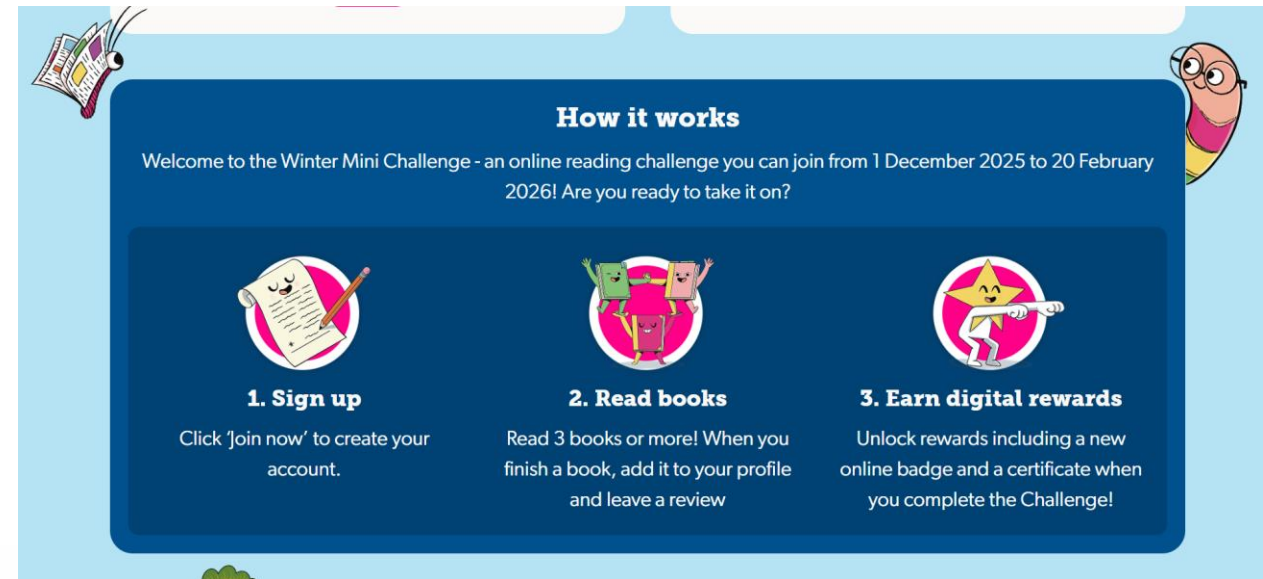 How it works
Welcome to the Winter Mini Challenge - an online reading challenge you can join from 1 December 2025 to 20 February
2026! Are you ready to take it on?
1. Sign up
Click ‘Join now’ to create your
account.
2. Read books
Read 3 books or more! When you
finish a book, add it to your profile
and leave a review
3. Earn digital rewards
Unlock rewards including a new
online badge and a certificate when
you complete the Challenge!